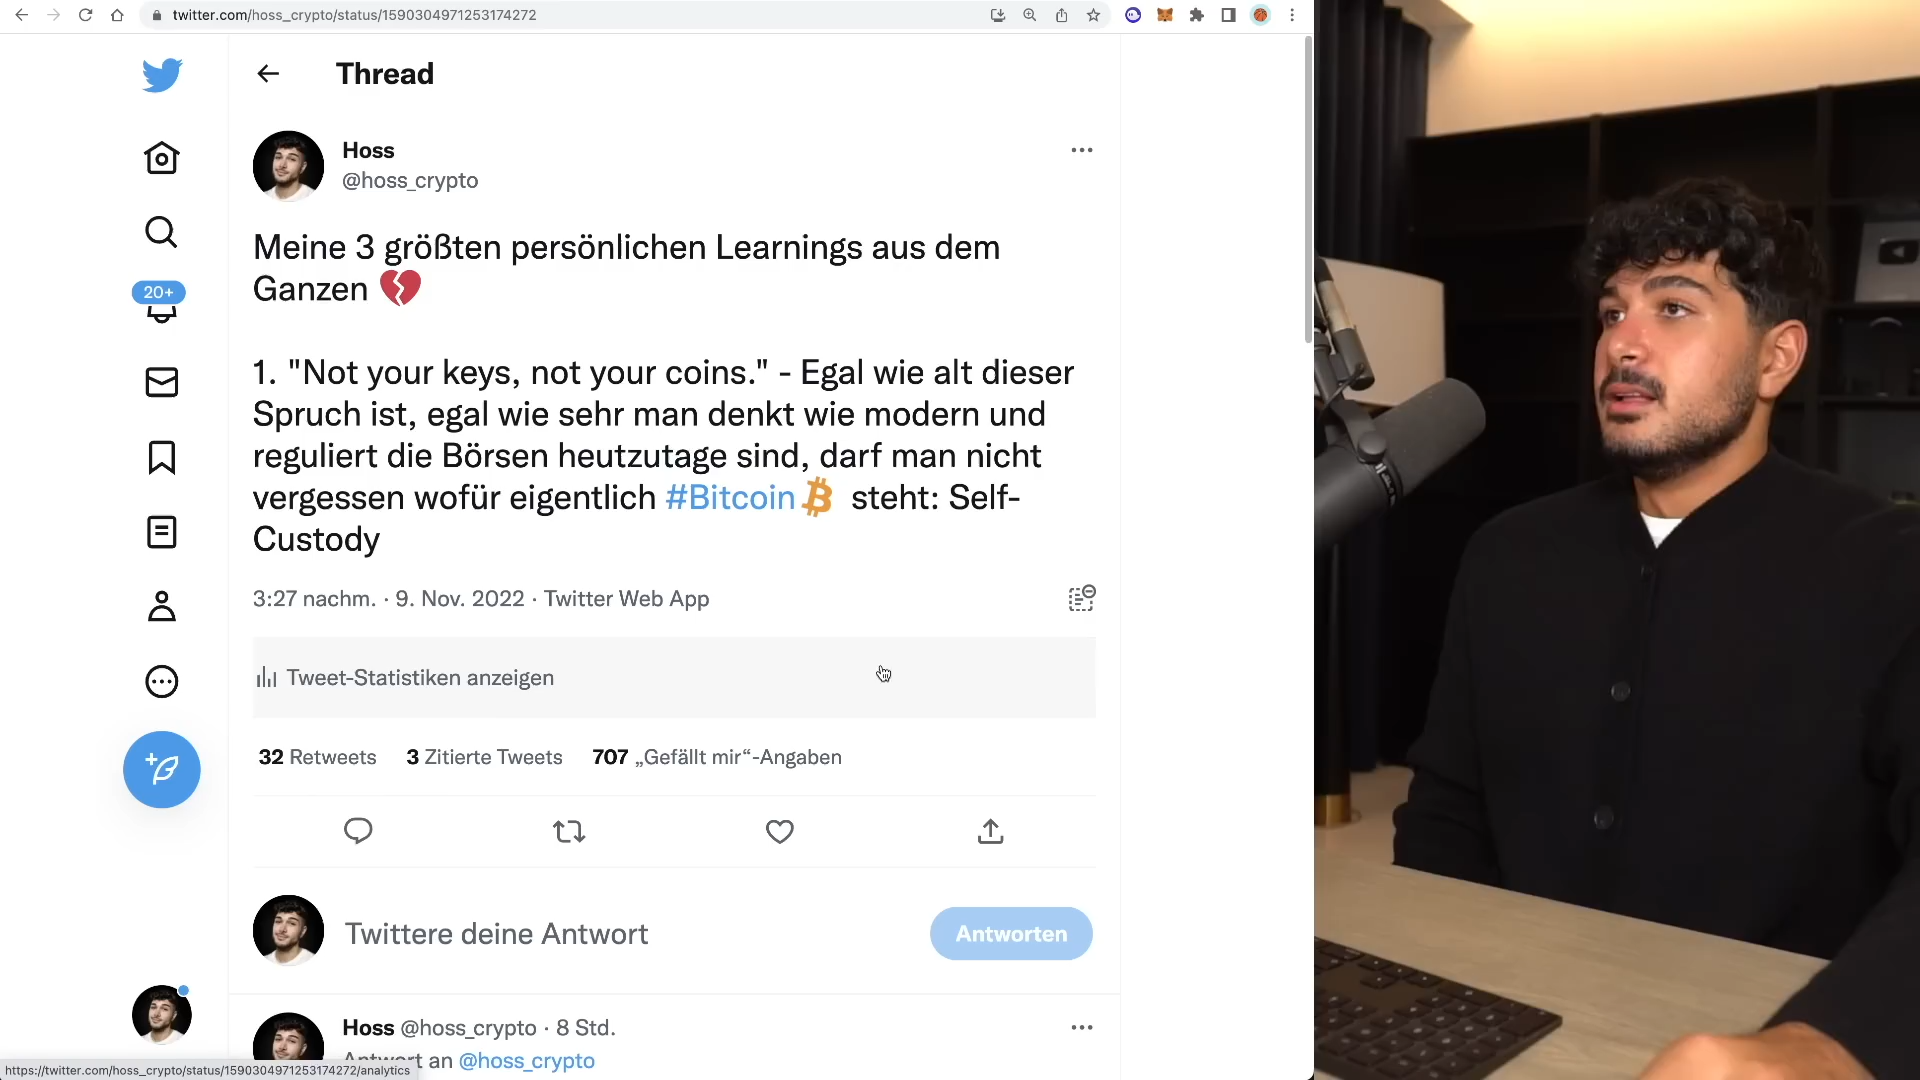 twitter.com/hoss_crypto/status/1590304971253174272
Thread
Hoss
@hoss_crypto
Meine 3 größten persönlichen Learnings aus dem
Ganzen 💔
1. "Not your keys, not your coins." - Egal wie alt dieser
Spruch ist, egal wie sehr man denkt wie modern und
reguliert die Börsen heutzutage sind, darf man nicht
vergessen wofür eigentlich #Bitcoin steht: Self-
Custody
3:27 nachm. · 9. Nov. 2022 · Twitter Web App
Tweet-Statistiken anzeigen
32 Retweets 3 Zitierte Tweets 707 „Gefällt mir“-Angaben
Twittere deine Antwort
Antworten
Hoss @hoss_crypto · 8 Std.
Antwort an @hoss_crypto
20+
https://twitter.com/hoss_crypto/status/1590304971253174272/analytics